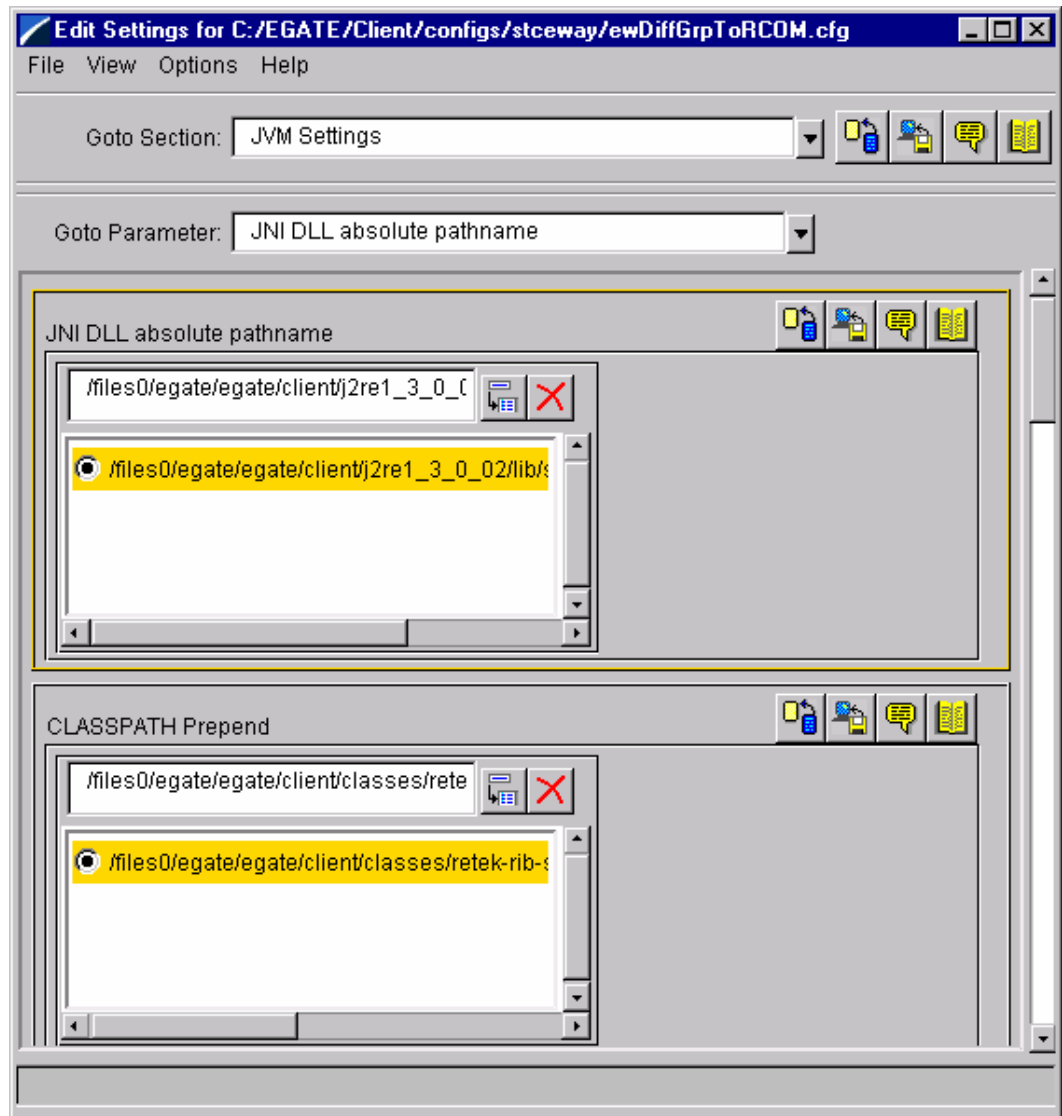 Edit Settings for C:/EGATE/Client/configs/stceway/ewDiffGrpToRCOM.cfg
File View Options Help
Goto Section: JVM Settings
Goto Parameter: JNI DLL absolute pathname
JNI DLL absolute pathname
/files0/egate/egate/client/j2re1_3_0_0
/files0/egate/egate/client/j2re1_3_0_02/lib/s
CLASSPATH Prepend
/files0/egate/egate/client/classes/rete
/files0/egate/egate/client/classes/retek-rib-s